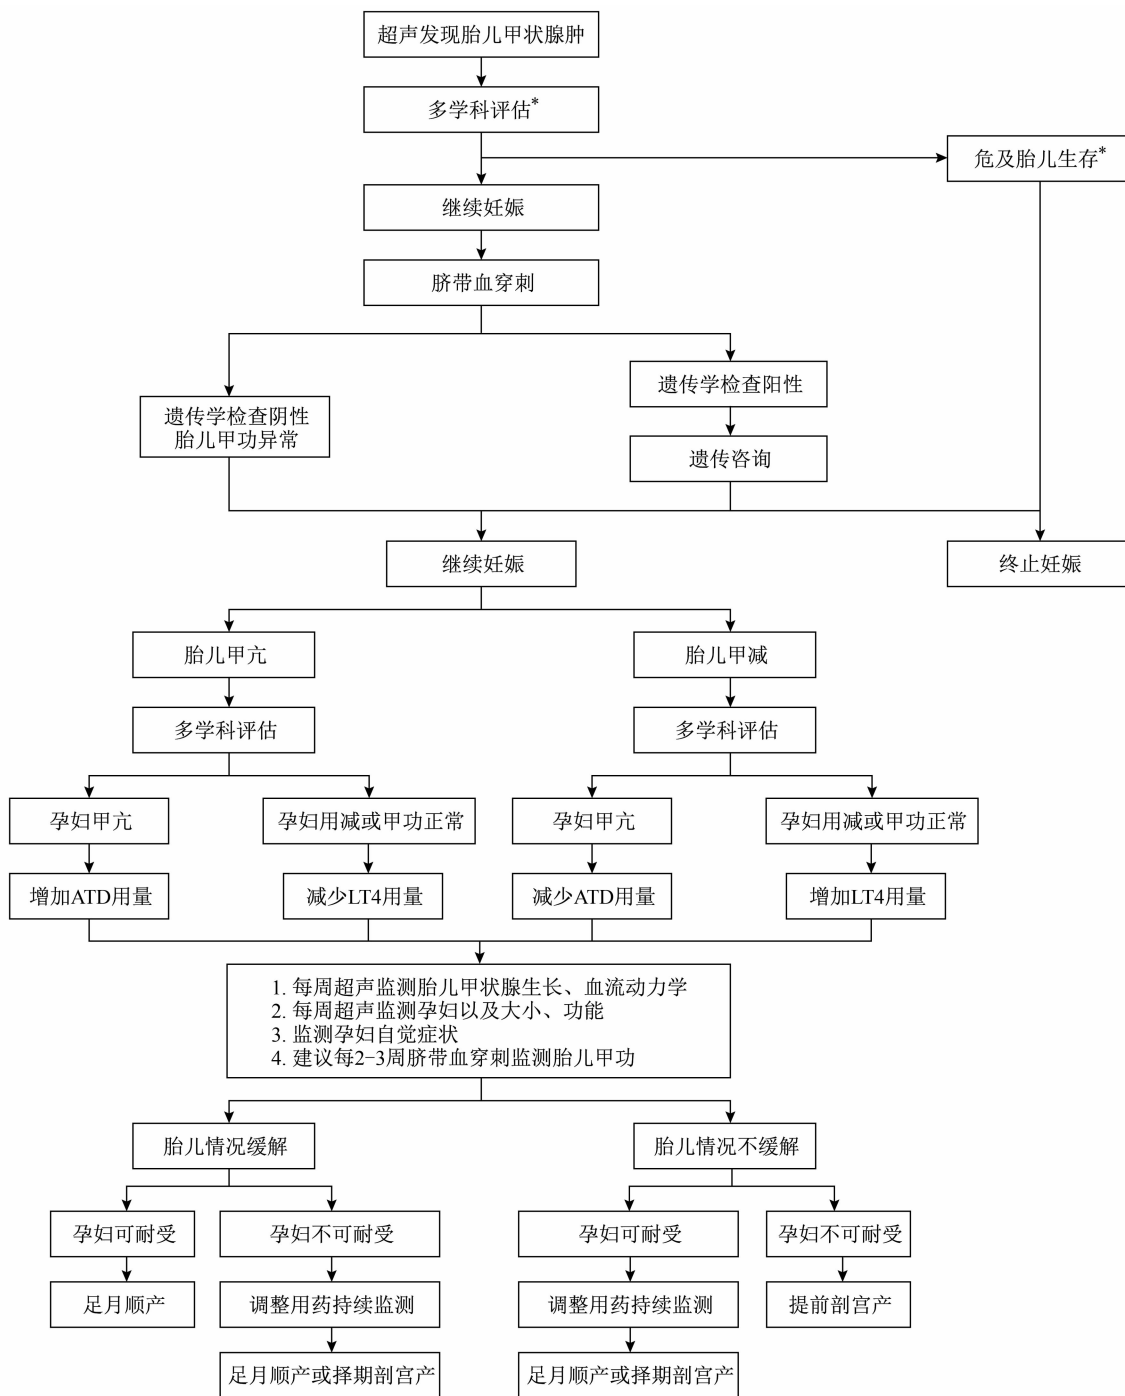 超声发现胎儿甲状腺肿
多学科评估*
危及胎儿生存*
继续妊娠
脐带血穿刺
遗传学检查阳性
遗传学检查阴性
胎儿甲功异常
遗传咨询
继续妊娠
终止妊娠
胎儿甲亢
胎儿甲减
多学科评估
多学科评估
孕妇甲亢
孕妇用减或甲功正常
孕妇甲亢
孕妇用减或甲功正常
增加ATD用量
减少LT4用量
减少ATD用量
增加LT4用量
1. 每周超声监测胎儿甲状腺生长、血流动力学
2. 每周超声监测孕妇以及大小、功能
3. 监测孕妇自觉症状
4. 建议每2-3周脐带血穿刺监测胎儿甲功
胎儿情况缓解
胎儿情况不缓解
孕妇可耐受
孕妇不可耐受
孕妇可耐受
孕妇不可耐受
足月顺产
调整用药持续监测
调整用药持续监测
提前剖宫产
足月顺产或择期剖宫产
足月顺产或择期剖宫产